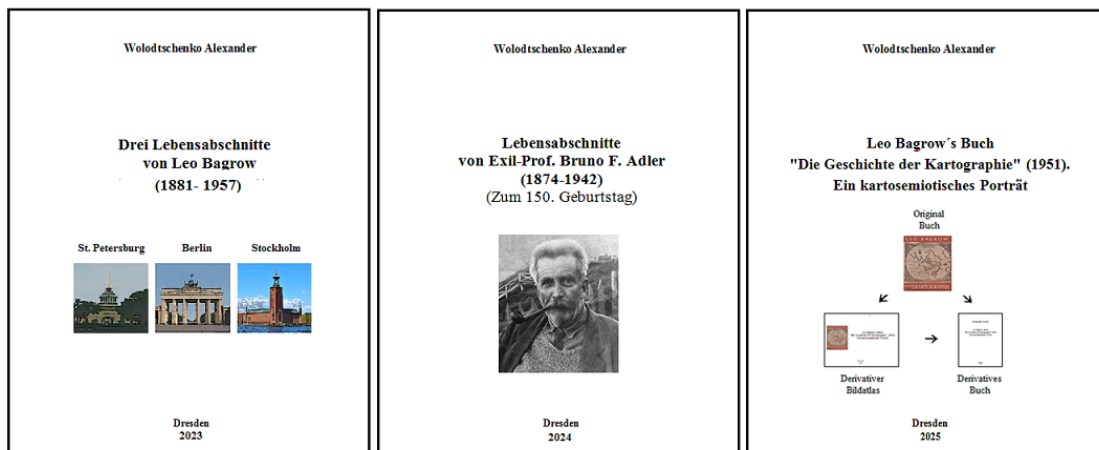 Wolodtschenko Alexander
Drei Lebensabschnitte
von Leo Bagrow
(1881- 1957)
St. Petersburg
Berlin
Stockholm
Dresden
2023
Wolodtschenko Alexander
Lebensabschnitte
von Exil-Prof. Bruno F. Adler
(1874-1942)
(Zum 150. Geburtstag)
Dresden
2024
Wolodtschenko Alexander
Leo Bagrow´s Buch
"Die Geschichte der Kartographie" (1951).
Ein kartosemiotisches Porträt
Original
Buch
LEO BAGROW
Derivativer
Bildatlas
Derivatives
Buch
Dresden
2025